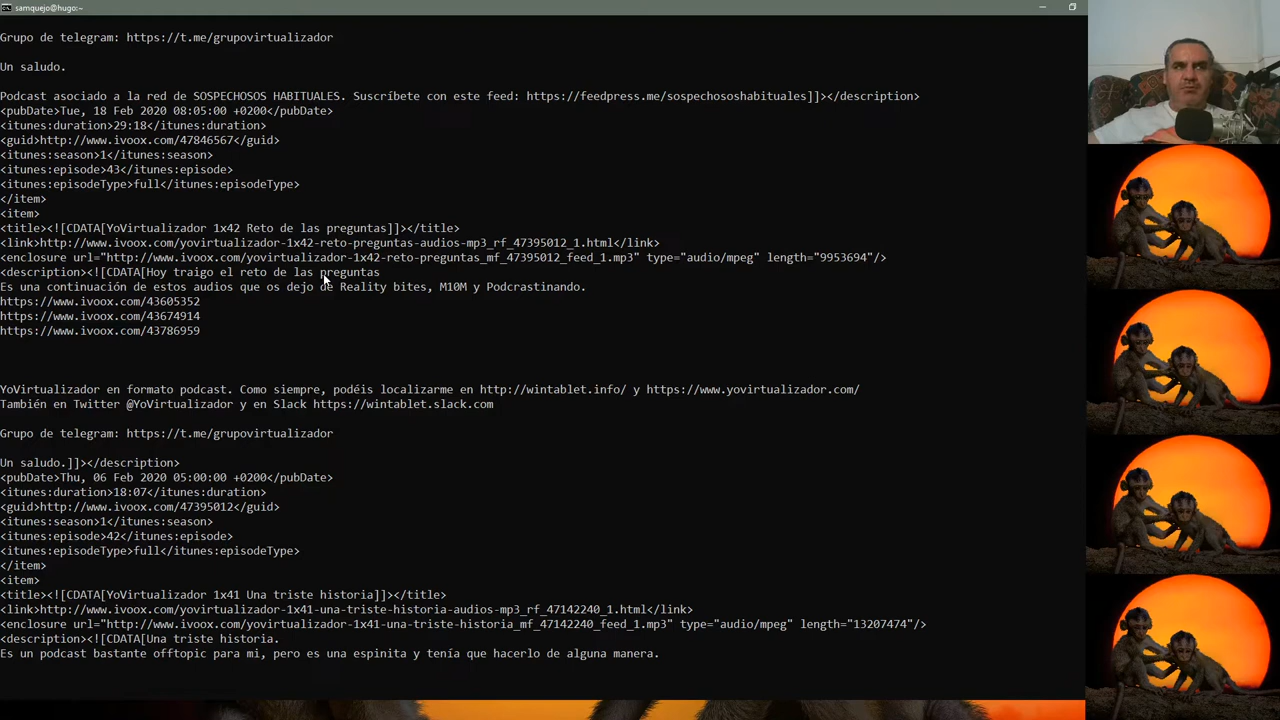 samquejo@hugo:~
Grupo de telegram: https://t.me/grupovirtualizador
Un saludo.
Podcast asociado a la red de SOSPECHOSOS HABITUALES. Suscríbete con este feed: https://feedpress.me/sospechososhabituales]]></description>
<pubDate>Tue, 18 Feb 2020 08:05:00 +0200</pubDate>
<itunes:duration>29:18</itunes:duration>
<guid>http://www.ivoox.com/47846567</guid>
<itunes:season>1</itunes:season>
<itunes:episode>43</itunes:episode>
<itunes:episodeType>full</itunes:episodeType>
</item>
<item>
<title><![CDATA[YoVirtualizador 1x42 Reto de las preguntas]]></title>
<link>http://www.ivoox.com/yovirtualizador-1x42-reto-preguntas-audios-mp3_rf_47395012_1.html</link>
<enclosure url="http://www.ivoox.com/yovirtualizador-1x42-reto-preguntas_mf_47395012_feed_1.mp3" type="audio/mpeg" length="9953694"/>
<description><![CDATA[Hoy traigo el reto de las preguntas
Es una continuación de estos audios que os dejo de Reality bites, M10M y Podcrastinando.
https://www.ivoox.com/43605352
https://www.ivoox.com/43674914
https://www.ivoox.com/43786959
YoVirtualizador en formato podcast. Como siempre, podéis localizarme en http://wintablet.info/ y https://www.yovirtualizador.com/
También en Twitter @YoVirtualizador y en Slack https://wintablet.slack.com
Grupo de telegram: https://t.me/grupovirtualizador
Un saludo.]]></description>
<pubDate>Thu, 06 Feb 2020 05:00:00 +0200</pubDate>
<itunes:duration>18:07</itunes:duration>
<guid>http://www.ivoox.com/47395012</guid>
<itunes:season>1</itunes:season>
<itunes:episode>42</itunes:episode>
<itunes:episodeType>full</itunes:episodeType>
</item>
<item>
<title><![CDATA[YoVirtualizador 1x41 Una triste historia]]></title>
<link>http://www.ivoox.com/yovirtualizador-1x41-una-triste-historia-audios-mp3_rf_47142240_1.html</link>
<enclosure url="http://www.ivoox.com/yovirtualizador-1x41-una-triste-historia_mf_47142240_feed_1.mp3" type="audio/mpeg" length="13207474"/>
<description><![CDATA[Una triste historia.
Es un podcast bastante offtopic para mi, pero es una espinita y tenía que hacerlo de alguna manera.